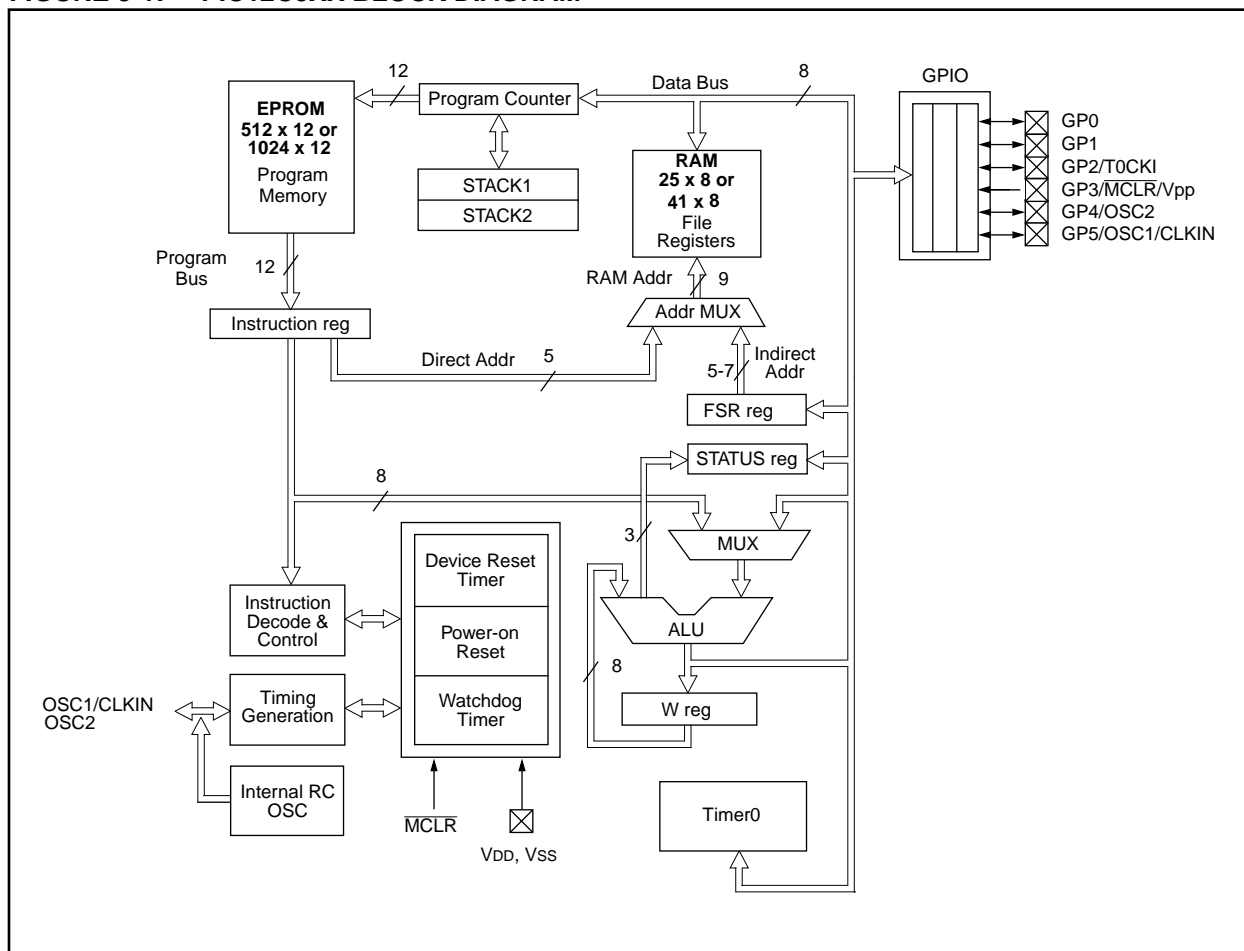 FIGURE BLOCK DIAGRAM
12
Data Bus
8
GPIO
EPROM
512 x 12 or
1024 x 12
Program
Memory
Program Counter
STACK1
STACK2
RAM
25 x 8 or
41 x 8
File
Registers
GP0
GP1
GP2/T0CKI
GP3/MCLR/Vpp
GP4/OSC2
GP5/OSC1/CLKIN
Program
Bus
12
RAM Addr
9
Instruction reg
Addr MUX
Direct Addr
5
5-7
Indirect
Addr
FSR reg
STATUS reg
8
3
MUX
Device Reset
Timer
Instruction
Decode &
Control
Power-on
Reset
ALU
8
OSC1/CLKIN
OSC2
Timing
Generation
Watchdog
Timer
W reg
Internal RC
OSC
MCLR
VDD, VSS
Timer0